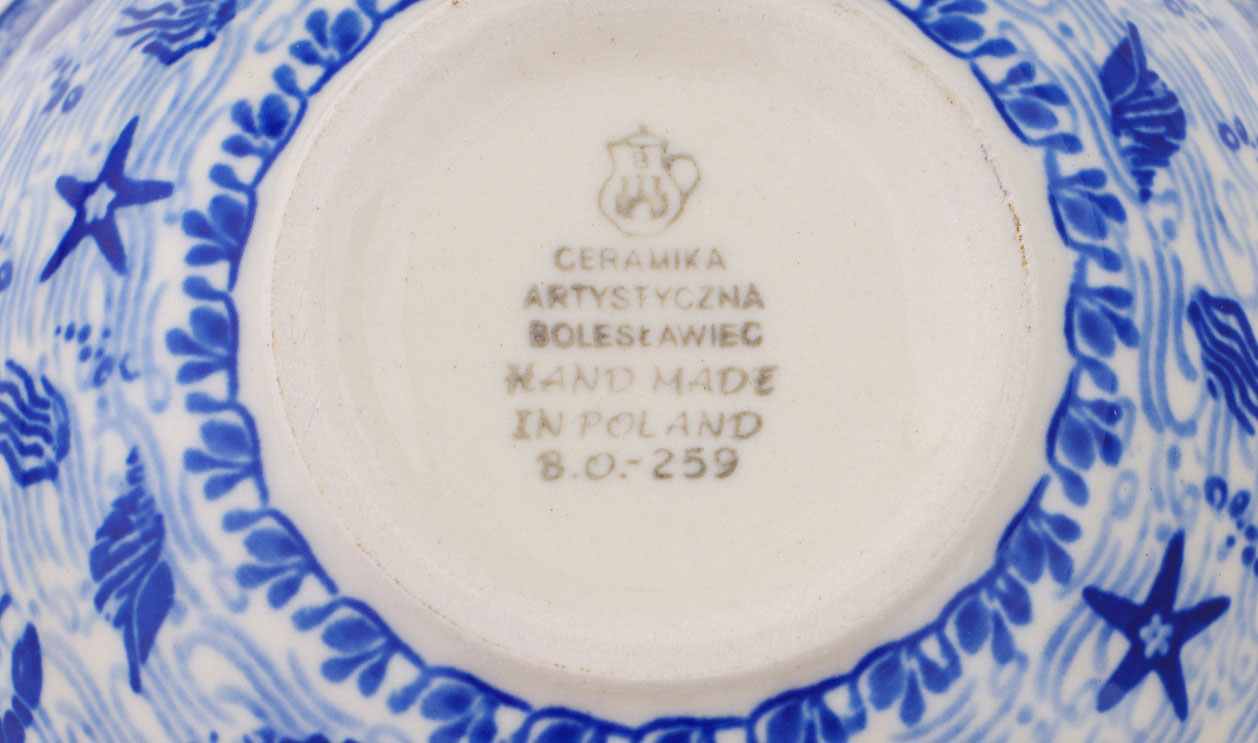 CERAMIKA
ARTYSTYCZNA
BOLESŁAWIEC
HAND MADE
IN POLAND
B.O.-259